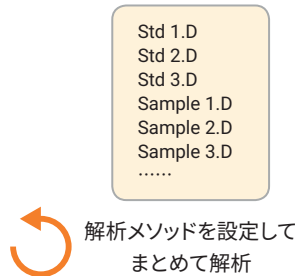 Std 1.D
Std 2.D
Std 3.D
Sample 1.D
Sample 2.D
Sample 3.D
……
解析メソッドを設定して
まとめて解析